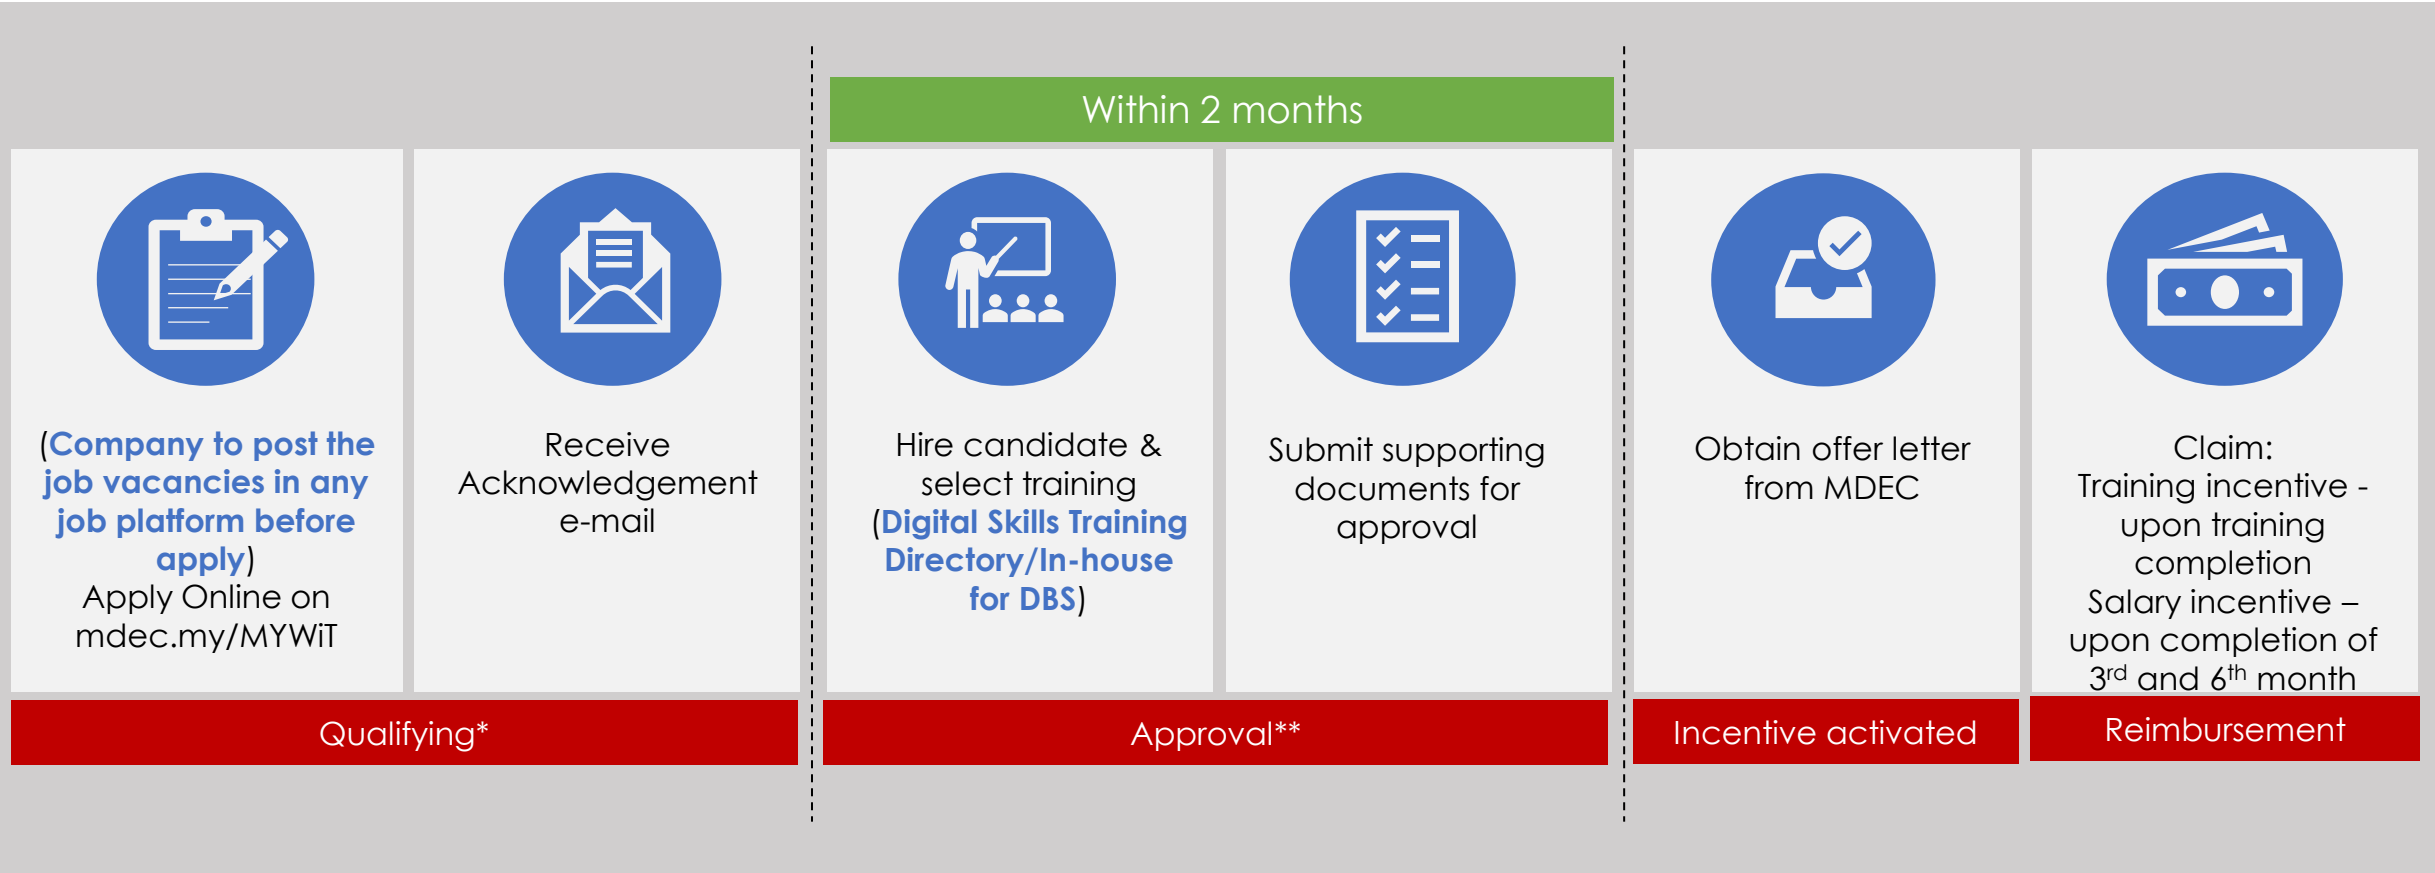 Within 2 months
(Company to post the
job vacancies in any
job platform before
apply)
Apply Online on
mdec.my/MYWiT
Receive
Acknowledgement
e-mail
Hire candidate &
select training
(Digital Skills Training
Directory/In-house
for DBS)
Submit supporting
documents for
approval
Obtain offer letter
from MDEC
Claim:
Training incentive -
upon training
completion
Salary incentive –
upon completion of
3rd and 6th month
Qualifying*
Approval**
Incentive activated
Reimbursement